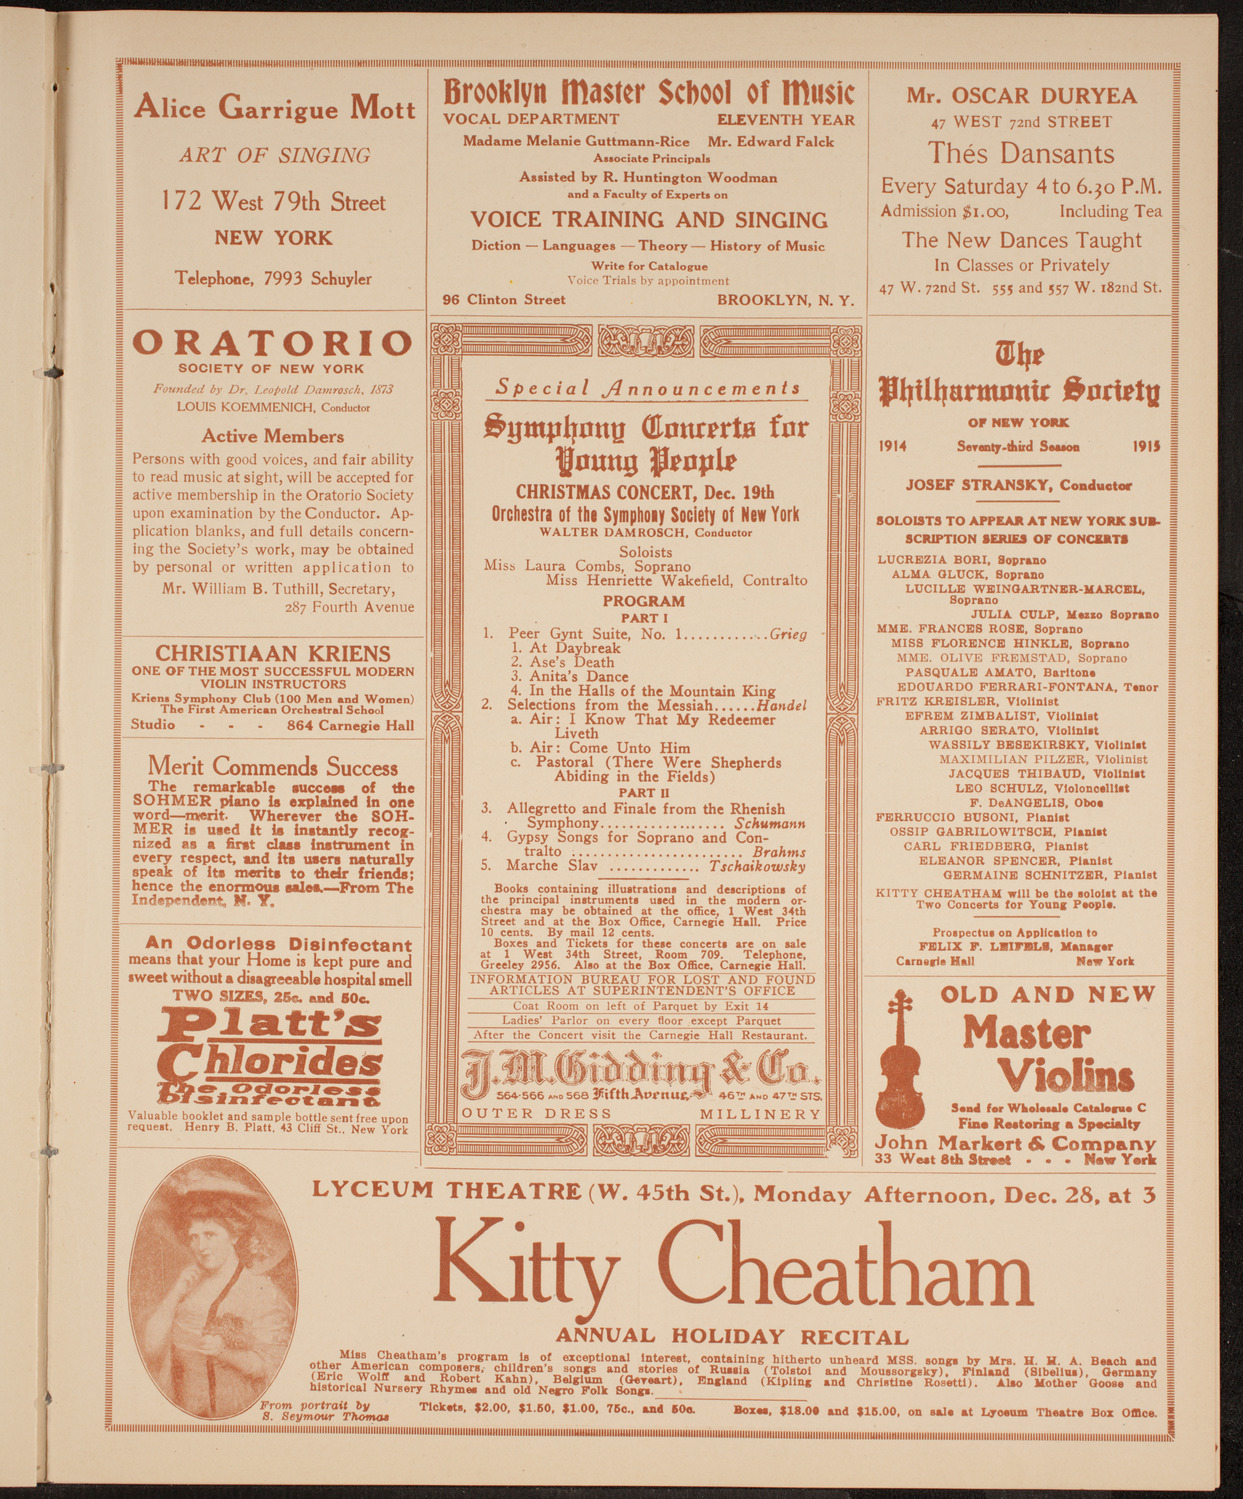 Alice Garrigue Mott
ART OF SINGING
172 West 79th Street
NEW YORK
Telephone, 7993 Schuyler
ORATORIO
SOCIETY OF NEW YORK
Founded by Dr. Leopold Damrosch, 1873
LOUIS KOEMMENICH, Conductor
Active Members
Persons with good voices, and fair ability
to read music at sight, will be accepted for
active membership in the Oratorio Society
upon examination by the Conductor. Ap-
plication blanks, and full details concern-
ing the Society's work, may be obtained
by personal or written application to
Mr. William B. Tuthill, Secretary,
287 Fourth Avenue
CHRISTIAAN KRIENS
ONE OF THE MOST SUCCESSFUL MODERN
VIOLIN INSTRUCTORS
Kriens Symphony Club (100 Men and Women)
The First American Orchestral School
Studio - - - 864 Carnegie Hall
Merit Commends Success
The remarkable success of the
SOHMER piano is explained in one
word—merit. Wherever the SOH-
MER is used it is instantly recog-
nized as a first class instrument in
every respect, and its users naturally
speak of its merits to their friends;
hence the enormous sales.—From The
Independent, N. Y.
An Odorless Disinfectant
means that your Home is kept pure and
sweet without a disagreeable hospital smell
TWO SIZES, 25c. and 50c.
Platt's
Chlorides
The Odorless
Disinfectant
Valuable booklet and sample bottle sent free upon
request. Henry B. Platt, 43 Cliff St., New York
Brooklyn Master School of Music
VOCAL DEPARTMENT ELEVENTH YEAR
Madame Melanie Guttmann-Rice Mr. Edward Falck
Associate Principals
Assisted by R. Huntington Woodman
and a Faculty of Experts on
VOICE TRAINING AND SINGING
Diction — Languages — Theory — History of Music
Write for Catalogue
Voice Trials by appointment
96 Clinton Street BROOKLYN, N. Y.
Special Announcements
Symphony Concerts for
Young People
CHRISTMAS CONCERT, Dec. 19th
Orchestra of the Symphony Society of New York
WALTER DAMROSCH, Conductor
Soloists
Miss Laura Combs, Soprano
Miss Henriette Wakefield, Contralto
PROGRAM
PART I
1. Peer Gynt Suite, No. 1............Grieg
1. At Daybreak
2. Ase's Death
3. Anita's Dance
4. In the Halls of the Mountain King
2. Selections from the Messiah......Handel
a. Air: I Know That My Redeemer
Liveth
b. Air: Come Unto Him
c. Pastoral (There Were Shepherds
Abiding in the Fields)
PART II
3. Allegretto and Finale from the Rhenish
Symphony................. Schumann
4. Gypsy Songs for Soprano and Con-
tralto ....................... Brahms
5. Marche Slav ............ Tschaikowsky
Books containing illustrations and descriptions of
the principal instruments used in the modern or-
chestra may be obtained at the office, 1 West 34th
Street and at the Box Office, Carnegie Hall. Price
10 cents. By mail 12 cents.
Boxes and Tickets for these concerts are on sale
at 1 West 34th Street, Room 709. Telephone,
Greeley 2956. Also at the Box Office, Carnegie Hall.
INFORMATION BUREAU FOR LOST AND FOUND
ARTICLES AT SUPERINTENDENT'S OFFICE
Coat Room on left of Parquet by Exit 14
Ladies' Parlor on every floor except Parquet
After the Concert visit the Carnegie Hall Restaurant.
J. M. Gidding & Co.
564-566 AND 568 Fifth Avenue, 46TH AND 47TH STS.
OUTER DRESS MILLINERY
Mr. OSCAR DURYEA
47 WEST 72nd STREET
Thés Dansants
Every Saturday 4 to 6.30 P.M.
Admission $1.00, Including Tea
The New Dances Taught
In Classes or Privately
47 W. 72nd St. 555 and 557 W. 182nd St.
The
Philharmonic Society
OF NEW YORK
1914 Seventy-third Season 1915
JOSEF STRANSKY, Conductor
SOLOISTS TO APPEAR AT NEW YORK SUB-
SCRIPTION SERIES OF CONCERTS
LUCREZIA BORI, Soprano
ALMA GLUCK, Soprano
LUCILLE WEINGARTNER-MARCEL,
Soprano
JULIA CULP, Mezzo Soprano
MME. FRANCES ROSE, Soprano
MISS FLORENCE HINKLE, Soprano
MME. OLIVE FREMSTAD, Soprano
PASQUALE AMATO, Baritone
EDOUARDO FERRARI-FONTANA, Tenor
FRITZ KREISLER, Violinist
EFREM ZIMBALIST, Violinist
ARRIGO SERATO, Violinist
WASSILY BESEKIRSKY, Violinist
MAXIMILIAN PILZER, Violinist
JACQUES THIBAUD, Violinist
LEO SCHULZ, Violoncellist
F. DeANGELIS, Oboe
FERRUCCIO BUSONI, Pianist
OSSIP GABRILOWITSCH, Pianist
CARL FRIEDBERG, Pianist
ELEANOR SPENCER, Pianist
GERMAINE SCHNITZER, Pianist
KITTY CHEATHAM will be the soloist at the
Two Concerts for Young People.
Prospectus on Application to
FELIX F. LEIFELS, Manager
Carnegie Hall New York
OLD AND NEW
Master
Violins
Send for Wholesale Catalogue C
Fine Restoring a Specialty
John Markert & Company
33 West 8th Street - - - New York
LYCEUM THEATRE (W. 45th St.), Monday Afternoon, Dec. 28, at 3
Kitty Cheatham
ANNUAL HOLIDAY RECITAL
Miss Cheatham's program is of exceptional interest, containing hitherto unheard MSS. songs by Mrs. H. H. A. Beach and
other American composers; children's songs and stories of Russia (Tolstoi and Moussorgsky), Finland (Sibelius), Germany
(Eric Wolff and Robert Kahn), Belgium (Geveart), England (Kipling and Christine Rosetti). Also Mother Goose and
historical Nursery Rhymes and old Negro Folk Songs.
From portrait by
S. Seymour Thomas
Tickets, $2.00, $1.50, $1.00, 75c., and 50c. Boxes, $18.00 and $15.00, on sale at Lyceum Theatre Box Office.